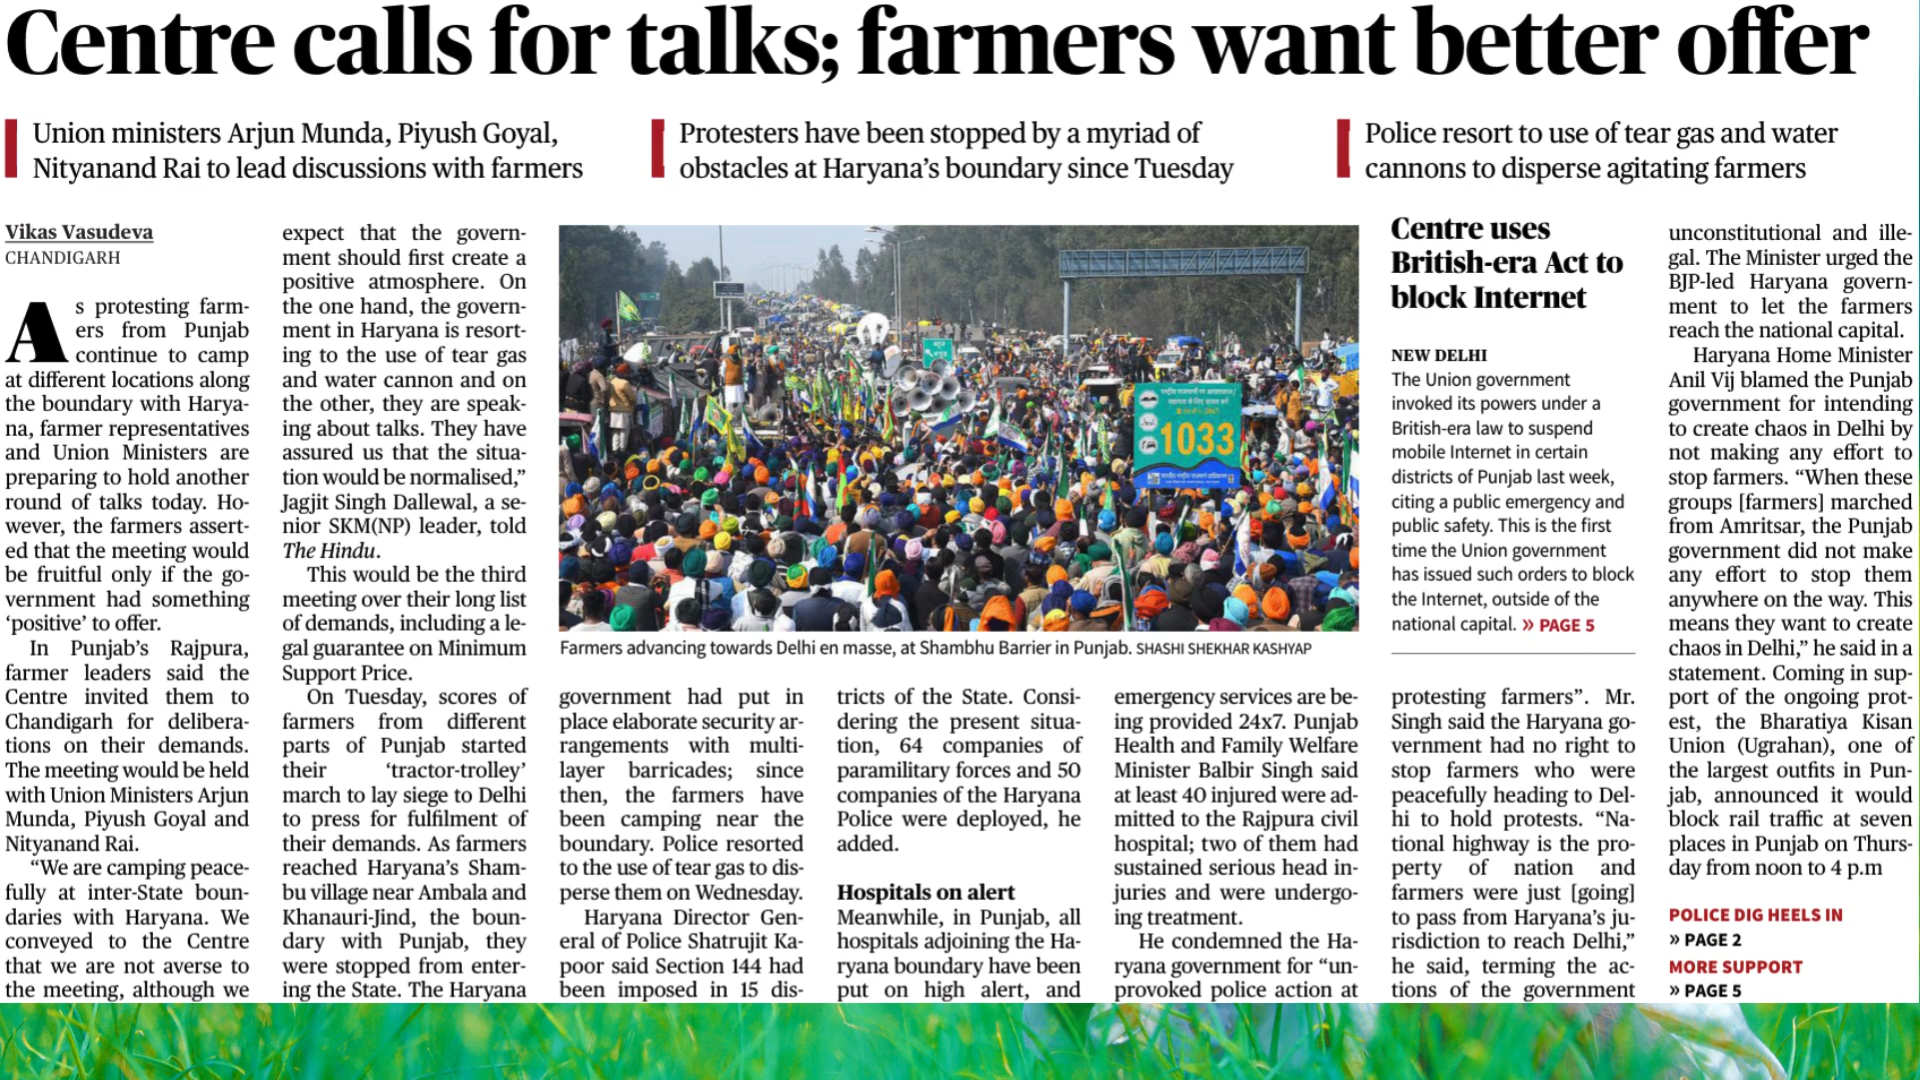 Centre calls for talks; farmers want better offer
Union ministers Arjun Munda, Piyush Goyal,
Nityanand Rai to lead discussions with farmers
Protesters have been stopped by a myriad of
obstacles at Haryana’s boundary since Tuesday
Police resort to use of tear gas and water
cannons to disperse agitating farmers
Vikas Vasudeva
CHANDIGARH
As protesting farm-
ers from Punjab
continue to camp
at different locations along
the boundary with Harya-
na, farmer representatives
and Union Ministers are
preparing to hold another
round of talks today. Ho-
wever, the farmers assert-
ed that the meeting would
be fruitful only if the go-
vernment had something
‘positive’ to offer.
In Punjab’s Rajpura,
farmer leaders said the
Centre invited them to
Chandigarh for delibera-
tions on their demands.
The meeting would be held
with Union Ministers Arjun
Munda, Piyush Goyal and
Nityanand Rai.
“We are camping peace-
fully at inter-State boun-
daries with Haryana. We
conveyed to the Centre
that we are not averse to
the meeting, although we
expect that the govern-
ment should first create a
positive atmosphere. On
the one hand, the govern-
ment in Haryana is resort-
ing to the use of tear gas
and water cannon and on
the other, they are speak-
ing about talks. They have
assured us that the situa-
tion would be normalised,”
Jagjit Singh Dallewal, a se-
nior SKM(NP) leader, told
The Hindu.
This would be the third
meeting over their long list
of demands, including a le-
gal guarantee on Minimum
Support Price.
On Tuesday, scores of
farmers from different
parts of Punjab started
their ‘tractor-trolley’
march to lay siege to Delhi
to press for fulfilment of
their demands. As farmers
reached Haryana’s Sham-
bu village near Ambala and
Khanauri-Jind, the boun-
dary with Punjab, they
were stopped from enter-
ing the State. The Haryana
1033
Farmers advancing towards Delhi en masse, at Shambhu Barrier in Punjab. SHASHI SHEKHAR KASHYAP
government had put in
place elaborate security ar-
rangements with multi-
layer barricades; since
then, the farmers have
been camping near the
boundary. Police resorted
to the use of tear gas to dis-
perse them on Wednesday.
Haryana Director Gen-
eral of Police Shatrujit Ka-
poor said Section 144 had
been imposed in 15 dis-
tricts of the State. Consi-
dering the present situa-
tion, 64 companies of
paramilitary forces and 50
companies of the Haryana
Police were deployed, he
added.
Hospitals on alert
Meanwhile, in Punjab, all
hospitals adjoining the Ha-
ryana boundary have been
put on high alert, and
emergency services are be-
ing provided 24x7. Punjab
Health and Family Welfare
Minister Balbir Singh said
at least 40 injured were ad-
mitted to the Rajpura civil
hospital; two of them had
sustained serious head in-
juries and were undergo-
ing treatment.
He condemned the Ha-
ryana government for “un-
provoked police action at
Centre uses
British-era Act to
block Internet
NEW DELHI
The Union government
invoked its powers under a
British-era law to suspend
mobile Internet in certain
districts of Punjab last week,
citing a public emergency and
public safety. This is the first
time the Union government
has issued such orders to block
the Internet, outside of the
national capital. » PAGE 5
protesting farmers”. Mr.
Singh said the Haryana go-
vernment had no right to
stop farmers who were
peacefully heading to Del-
hi to hold protests. “Na-
tional highway is the pro-
perty of nation and
farmers were just [going]
to pass from Haryana’s ju-
risdiction to reach Delhi,”
he said, terming the ac-
tions of the government
unconstitutional and ille-
gal. The Minister urged the
BJP-led Haryana govern-
ment to let the farmers
reach the national capital.
Haryana Home Minister
Anil Vij blamed the Punjab
government for intending
to create chaos in Delhi by
not making any effort to
stop farmers. “When these
groups [farmers] marched
from Amritsar, the Punjab
government did not make
any effort to stop them
anywhere on the way. This
means they want to create
chaos in Delhi,” he said in a
statement. Coming in sup-
port of the ongoing prot-
est, the Bharatiya Kisan
Union (Ugrahan), one of
the largest outfits in Pun-
jab, announced it would
block rail traffic at seven
places in Punjab on Thurs-
day from noon to 4 p.m
POLICE DIG HEELS IN
» PAGE 2
MORE SUPPORT
» PAGE 5